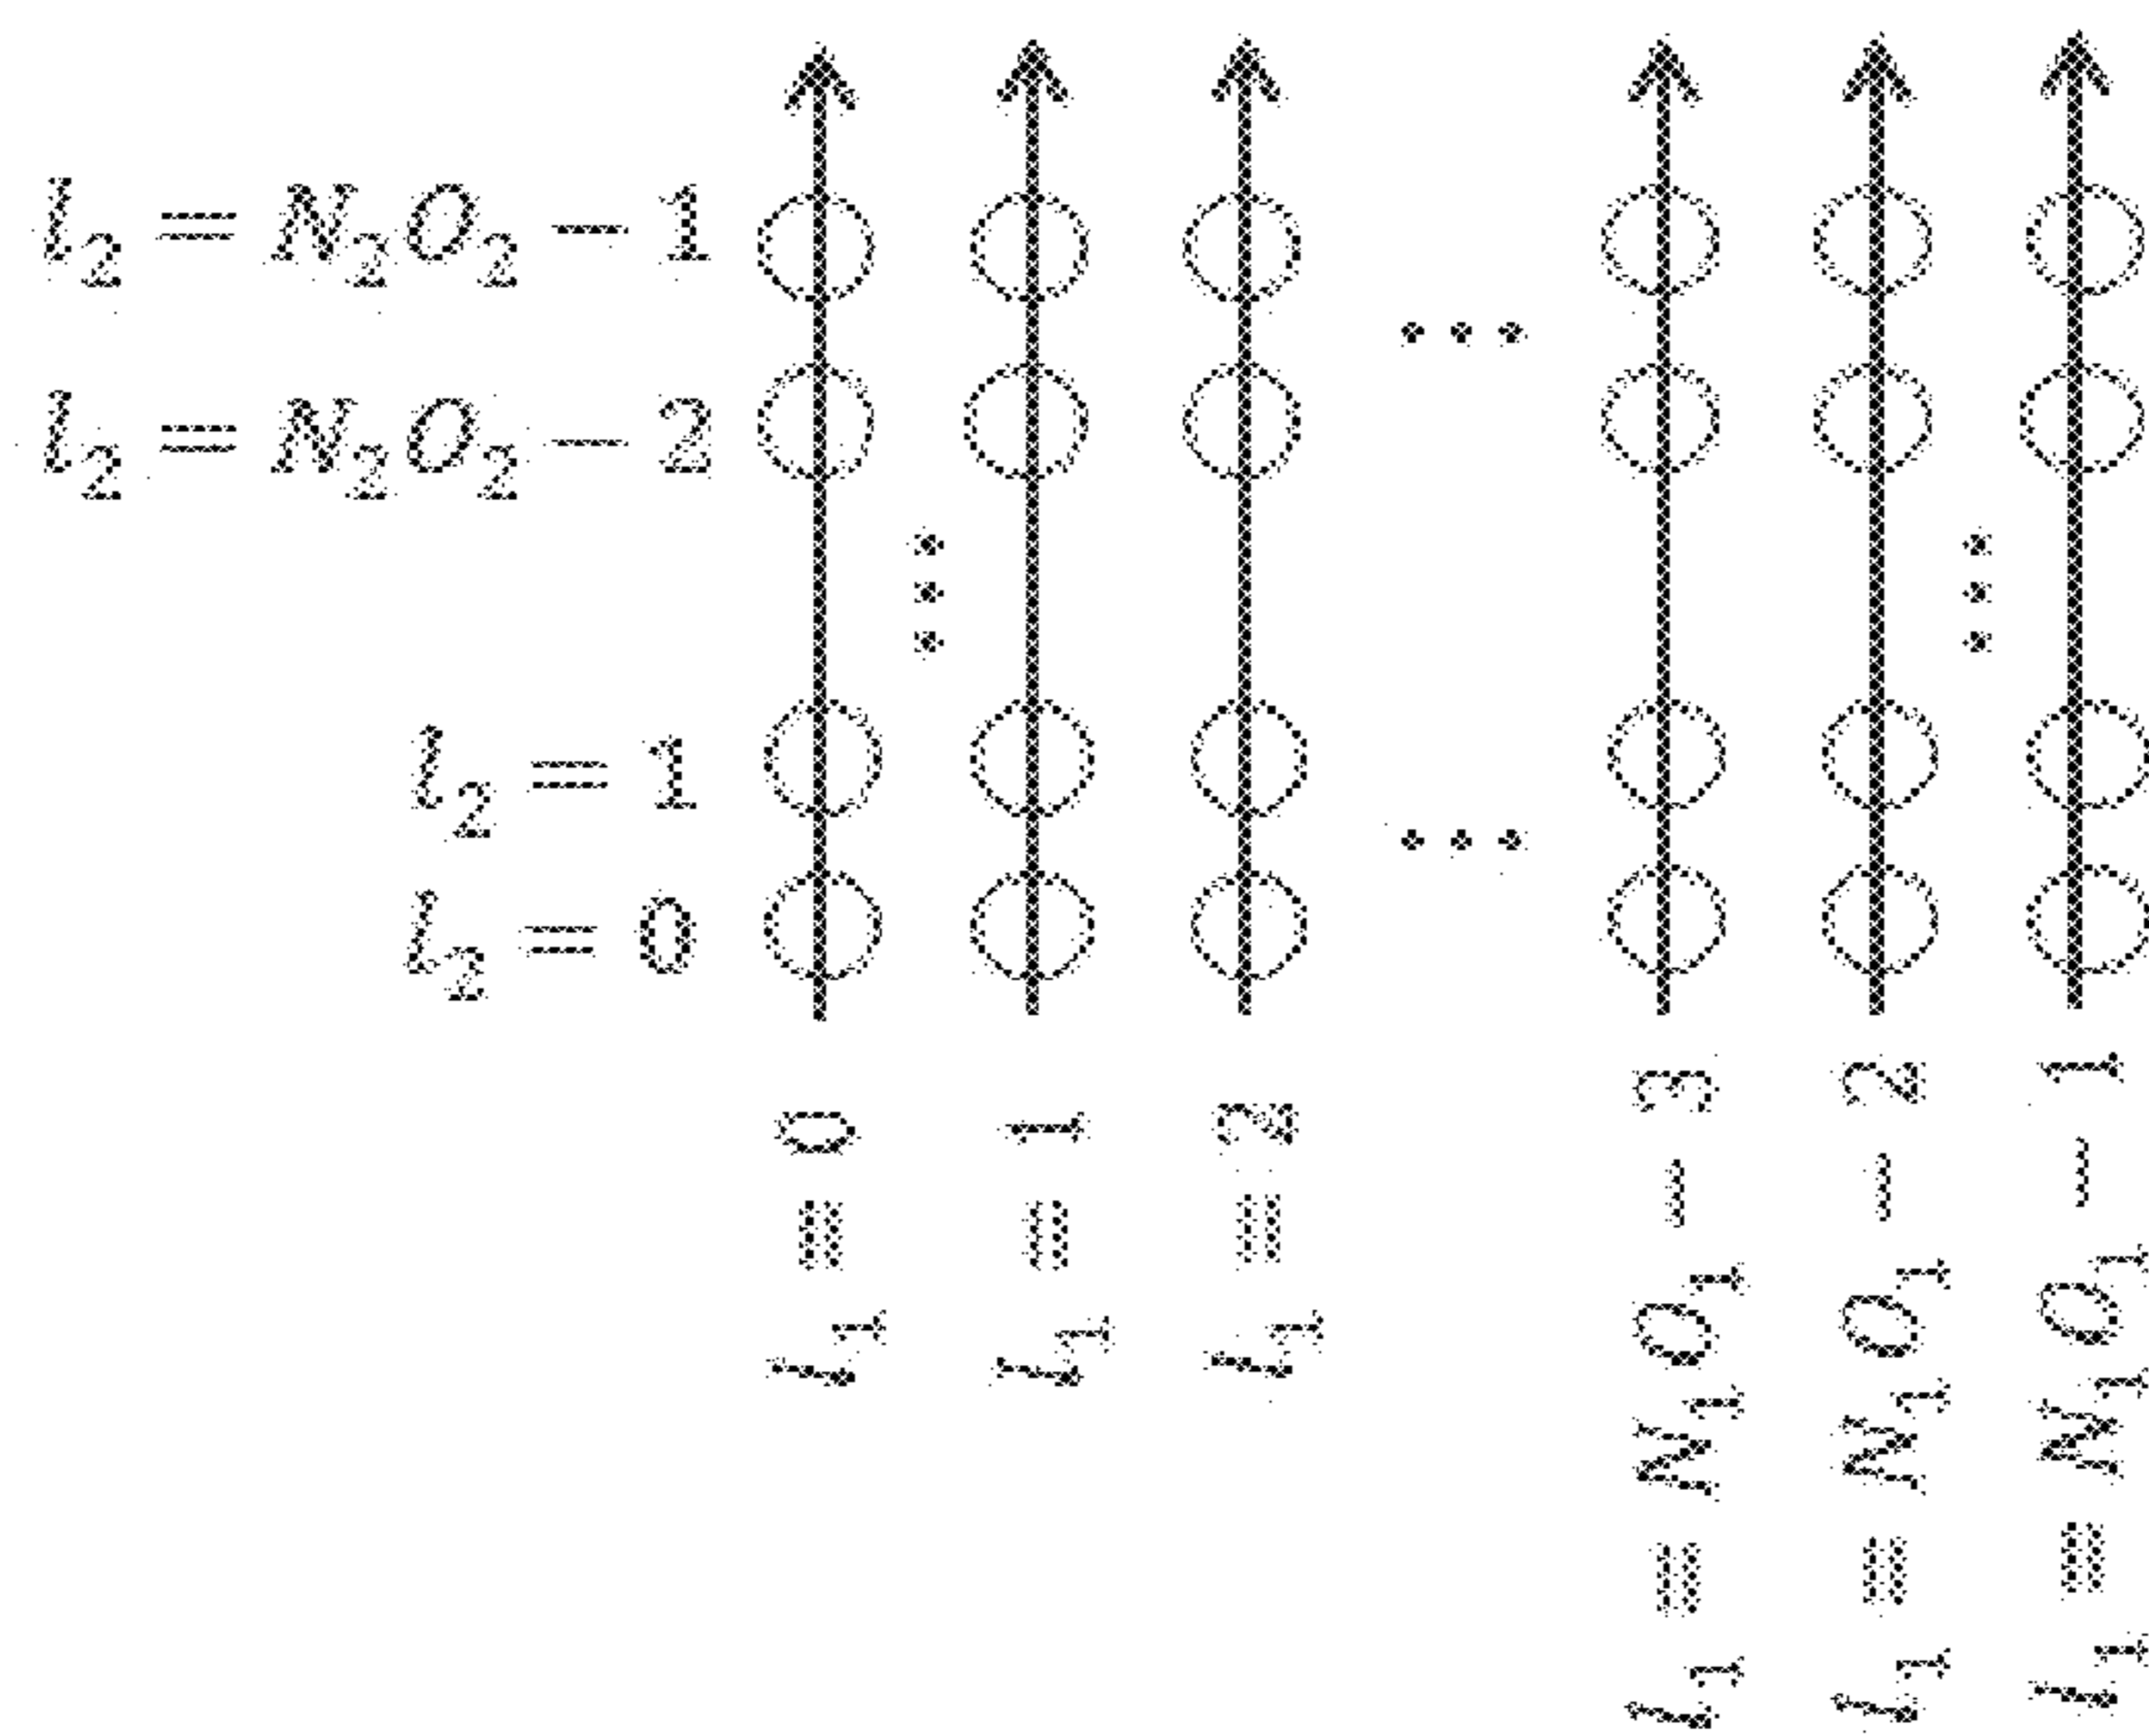 l₂ = N₂O₂ − 1
l₂ = N₂O₂ − 2
l₂ = 1
l₂ = 0
l₁ = 0
l₁ = 1
l₁ = 2
l₁ = N₁O₁ − 3
l₁ = N₁O₁ − 2
l₁ = N₁O₁ − 1